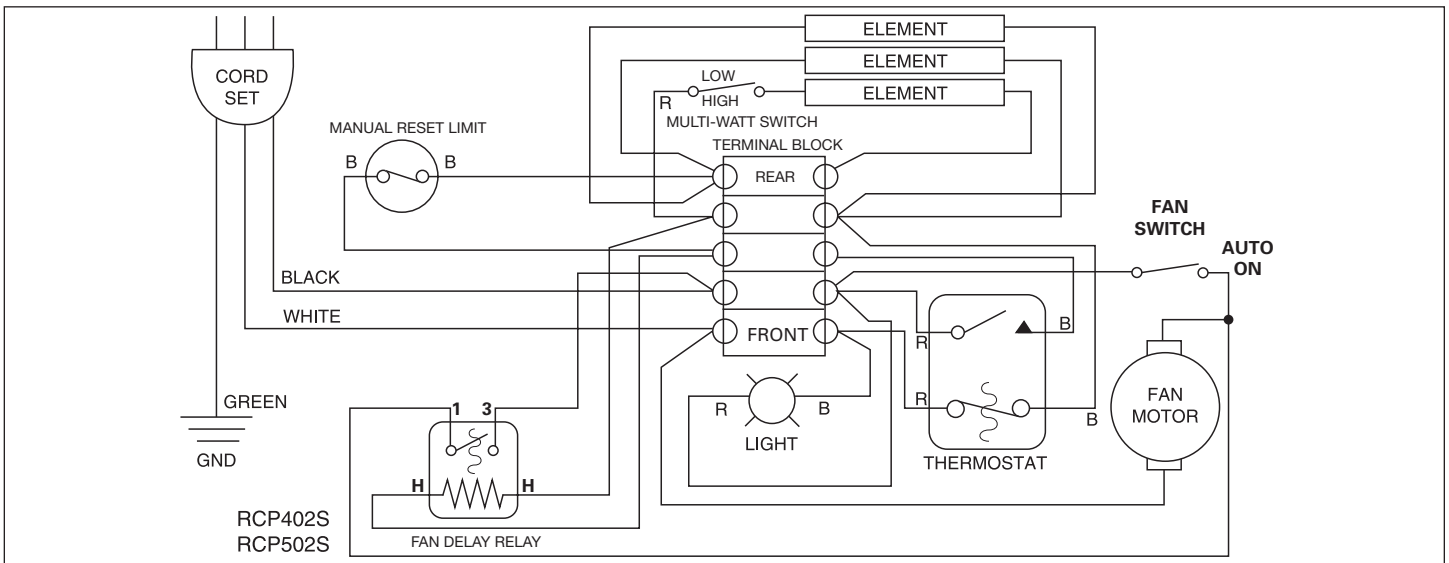 ELEMENT
ELEMENT
ELEMENT
CORD
SET
LOW
R
HIGH
MULTI-WATT SWITCH
MANUAL RESET LIMIT
B
B
TERMINAL BLOCK
REAR
FAN
SWITCH
AUTO
ON
BLACK
WHITE
FRONT
R
B
R
B
THERMOSTAT
FAN
MOTOR
GREEN
GND
1
3
R
B
LIGHT
H
H
RCP402S
RCP502S
FAN DELAY RELAY